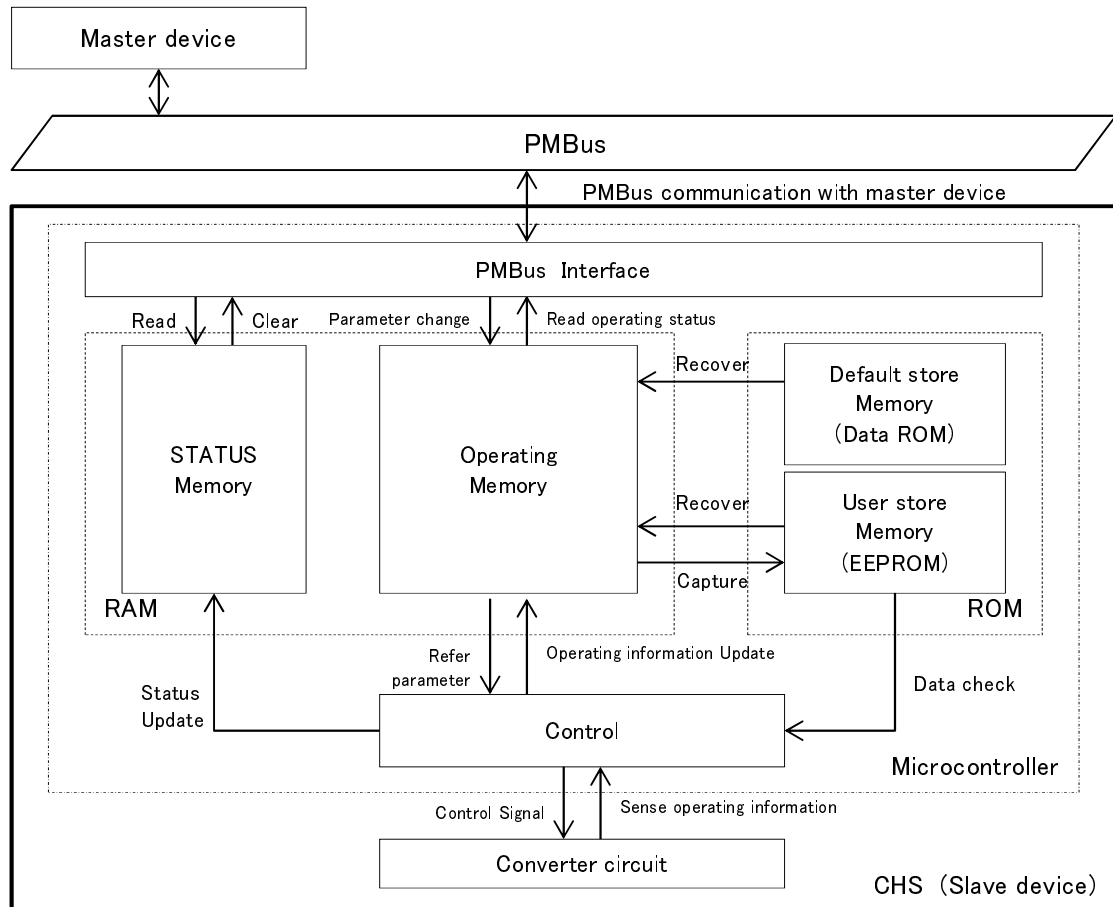 Master device
PMBus
PMBus communication with master device
PMBus Interface
Read
Clear
Parameter change
Read operating status
STATUS
Memory
Operating
Memory
Recover
Default store
Memory
(Data ROM)
Recover
User store
Memory
(EEPROM)
Capture
RAM
ROM
Refer
parameter
Operating information Update
Status
Update
Data check
Control
Microcontroller
Control Signal
Sense operating information
Converter circuit
CHS (Slave device)